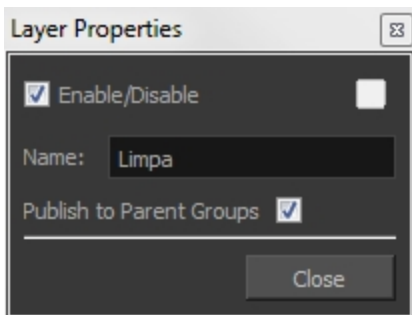 Layer Properties
Enable/Disable
Name: Limpa
Publish to Parent Groups
Close